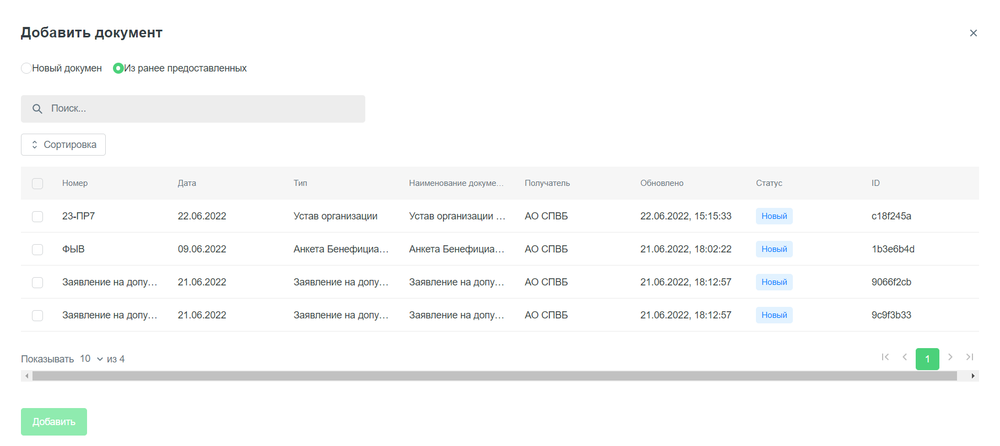 Добавить документ
Новый докумен Из ранее предоставленных
Поиск...
Сортировка
Номер Дата Тип Наименование докуме... Получатель Обновлено Статус ID
23-ПР7 22.06.2022 Устав организации Устав организации ... АО СПВБ 22.06.2022, 15:15:33 Новый c18f245a
ФЫВ 09.06.2022 Анкета Бенефициа... Анкета Бенефициа... АО СПВБ 21.06.2022, 18:02:22 Новый 1b3e6b4d
Заявление на допу... 21.06.2022 Заявление на допу... Заявление на допу... АО СПВБ 21.06.2022, 18:12:57 Новый 9066f2cb
Заявление на допу... 21.06.2022 Заявление на допу... Заявление на допу... АО СПВБ 21.06.2022, 18:12:57 Новый 9c9f3b33
Показывать 10 из 4 1
Добавить